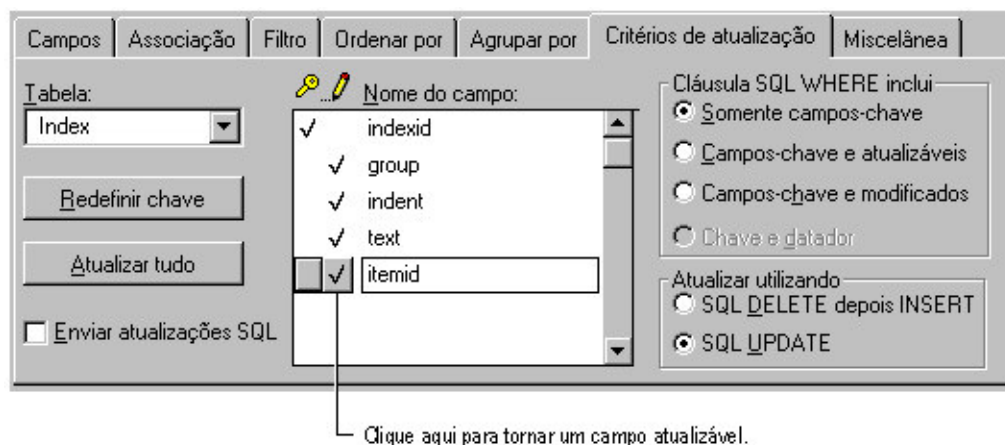 Campos Associação Filtro Ordenar por Agrupar por Critérios de atualização Miscelânea
Tabela:
Index
Redefinir chave
Atualizar tudo
Enviar atualizações SQL
... Nome do campo:
indexid
group
indent
text
itemid
Cláusula SQL WHERE inclui
Somente campos-chave
Campos-chave e atualizáveis
Campos-chave e modificados
Chave e datador
Atualizar utilizando
SQL DELETE depois INSERT
SQL UPDATE
Clique aqui para tornar um campo atualizável.